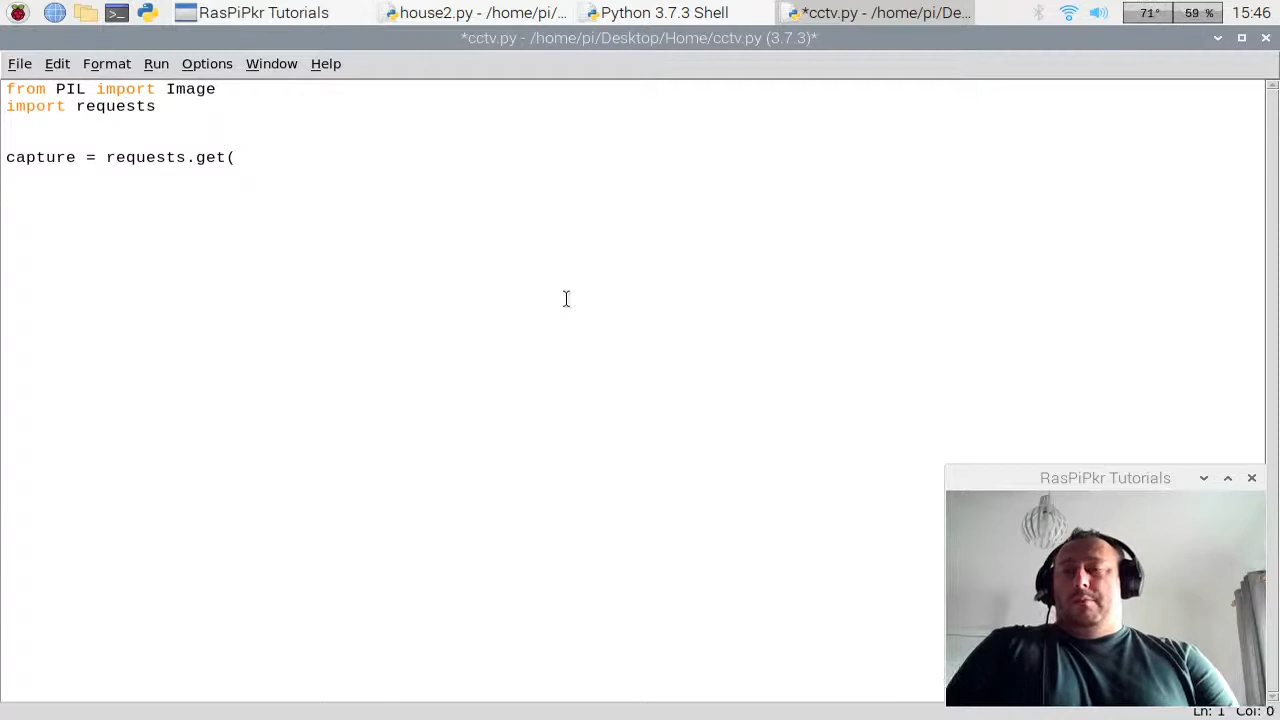 RasPiPkr Tutorials
house2.py - /home/pi/...
Python 3.7.3 Shell
*cctv.py - /home/pi/De...
71°
59 %
15:46
*cctv.py - /home/pi/Desktop/Home/cctv.py (3.7.3)*
File Edit Format Run Options Window Help
from PIL import Image
import requests
capture = requests.get(
RasPiPkr Tutorials
Ln: 1 Col: 0